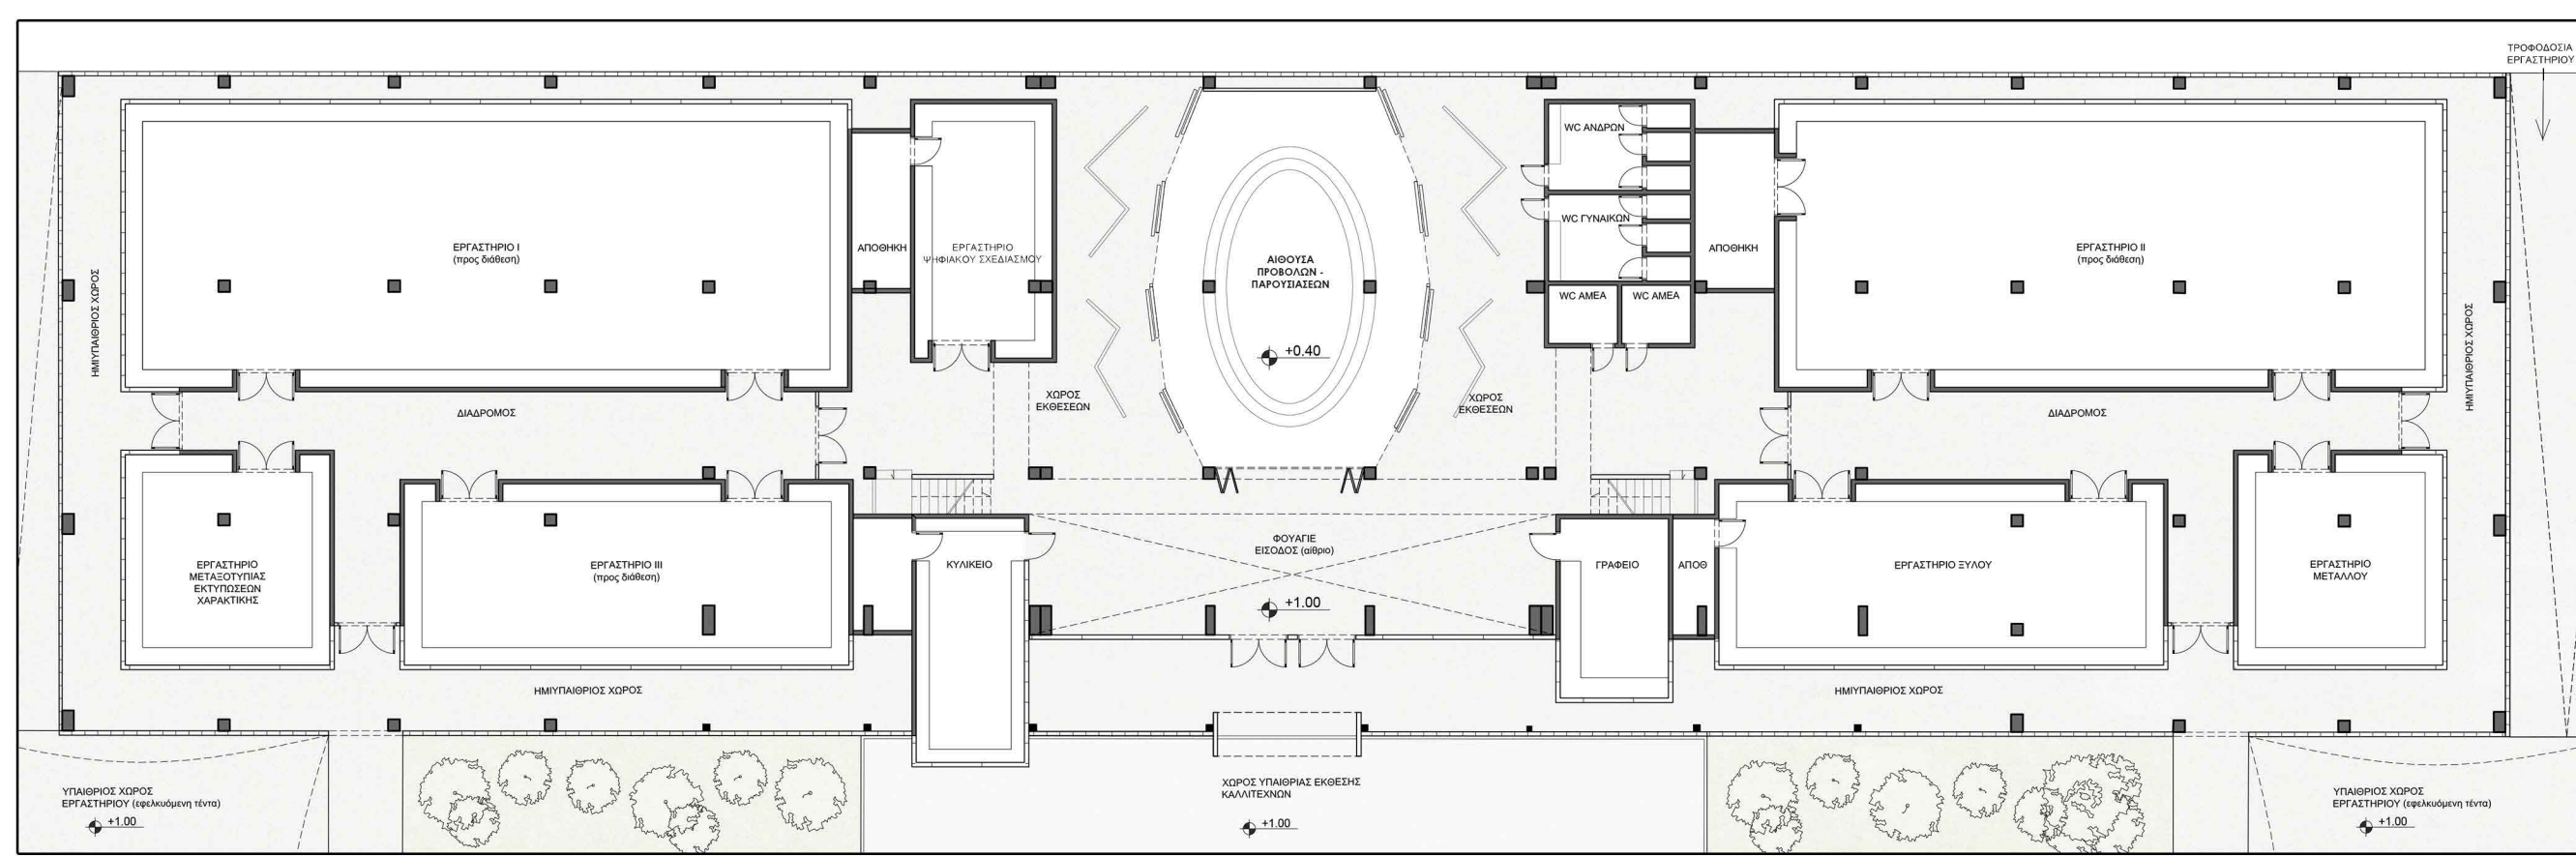 ΤΡΟΦΟΔΟΣΙΑ
ΕΡΓΑΣΤΗΡΙΟΥ
WC ΑΝΔΡΩΝ
WC ΓΥΝΑΙΚΩΝ
ΕΡΓΑΣΤΗΡΙΟ Ι
(προς διάθεση)
ΑΠΟΘΗΚΗ
ΕΡΓΑΣΤΗΡΙΟ
ΨΗΦΙΑΚΟΥ ΣΧΕΔΙΑΣΜΟΥ
ΑΙΘΟΥΣΑ
ΠΡΟΒΟΛΩΝ -
ΠΑΡΟΥΣΙΑΣΕΩΝ
+0.40
ΑΠΟΘΗΚΗ
ΕΡΓΑΣΤΗΡΙΟ ΙΙ
(προς διάθεση)
WC ΑΜΕΑ
WC ΑΜΕΑ
ΗΜΙΥΠΑΙΘΡΙΟΣ ΧΩΡΟΣ
ΗΜΙΥΠΑΙΘΡΙΟΣ ΧΩΡΟΣ
ΔΙΑΔΡΟΜΟΣ
ΧΩΡΟΣ
ΕΚΘΕΣΕΩΝ
ΧΩΡΟΣ
ΕΚΘΕΣΕΩΝ
ΔΙΑΔΡΟΜΟΣ
ΕΡΓΑΣΤΗΡΙΟ
ΜΕΤΑΞΟΤΥΠΙΑΣ
ΕΚΤΥΠΩΣΕΩΝ
ΧΑΡΑΚΤΙΚΗΣ
ΕΡΓΑΣΤΗΡΙΟ ΙΙΙ
(προς διάθεση)
ΚΥΛΙΚΕΙΟ
ΦΟΥΑΓΙΕ
ΕΙΣΟΔΟΣ (αίθριο)
+1.00
ΓΡΑΦΕΙΟ
ΑΠΟΘ
ΕΡΓΑΣΤΗΡΙΟ ΞΥΛΟΥ
ΕΡΓΑΣΤΗΡΙΟ
ΜΕΤΑΛΛΟΥ
ΗΜΙΥΠΑΙΘΡΙΟΣ ΧΩΡΟΣ
ΗΜΙΥΠΑΙΘΡΙΟΣ ΧΩΡΟΣ
ΥΠΑΙΘΡΙΟΣ ΧΩΡΟΣ
ΕΡΓΑΣΤΗΡΙΟΥ (εφελκυόμενη τέντα)
+1.00
ΧΩΡΟΣ ΥΠΑΙΘΡΙΑΣ ΕΚΘΕΣΗΣ
ΚΑΛΛΙΤΕΧΝΩΝ
+1.00
ΥΠΑΙΘΡΙΟΣ ΧΩΡΟΣ
ΕΡΓΑΣΤΗΡΙΟΥ (εφελκυόμενη τέντα)
+1.00